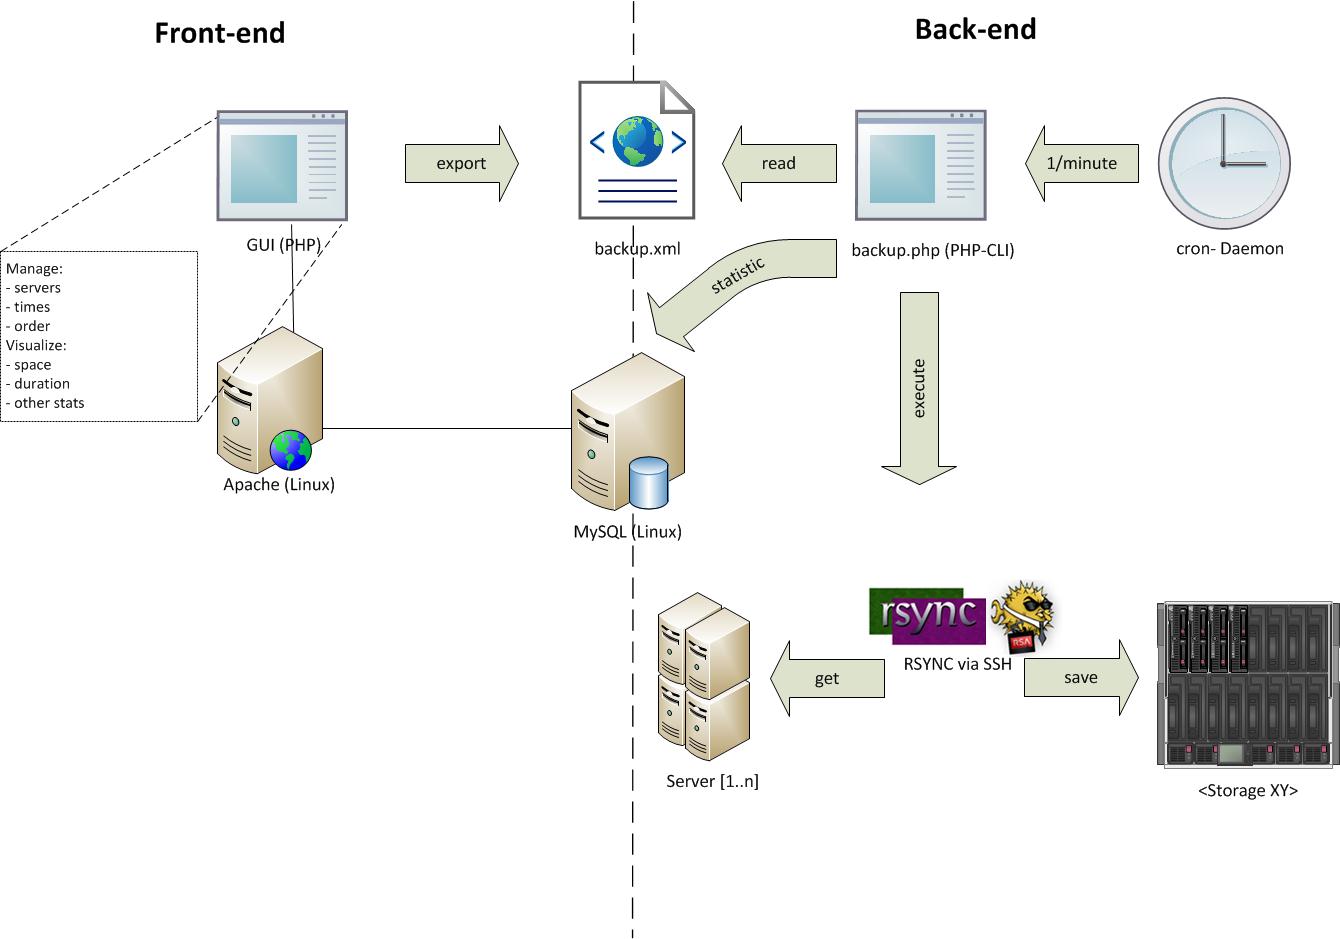 Front-end
Back-end
export
read
1/minute
GUI (PHP)
backup.xml
backup.php (PHP-CLI)
cron- Daemon
Manage:
- servers
- times
- order
Visualize:
- space
- duration
- other stats
statistic
execute
Apache (Linux)
MySQL (Linux)
rsync
RSA
RSYNC via SSH
get
save
Server [1..n]
<Storage XY>